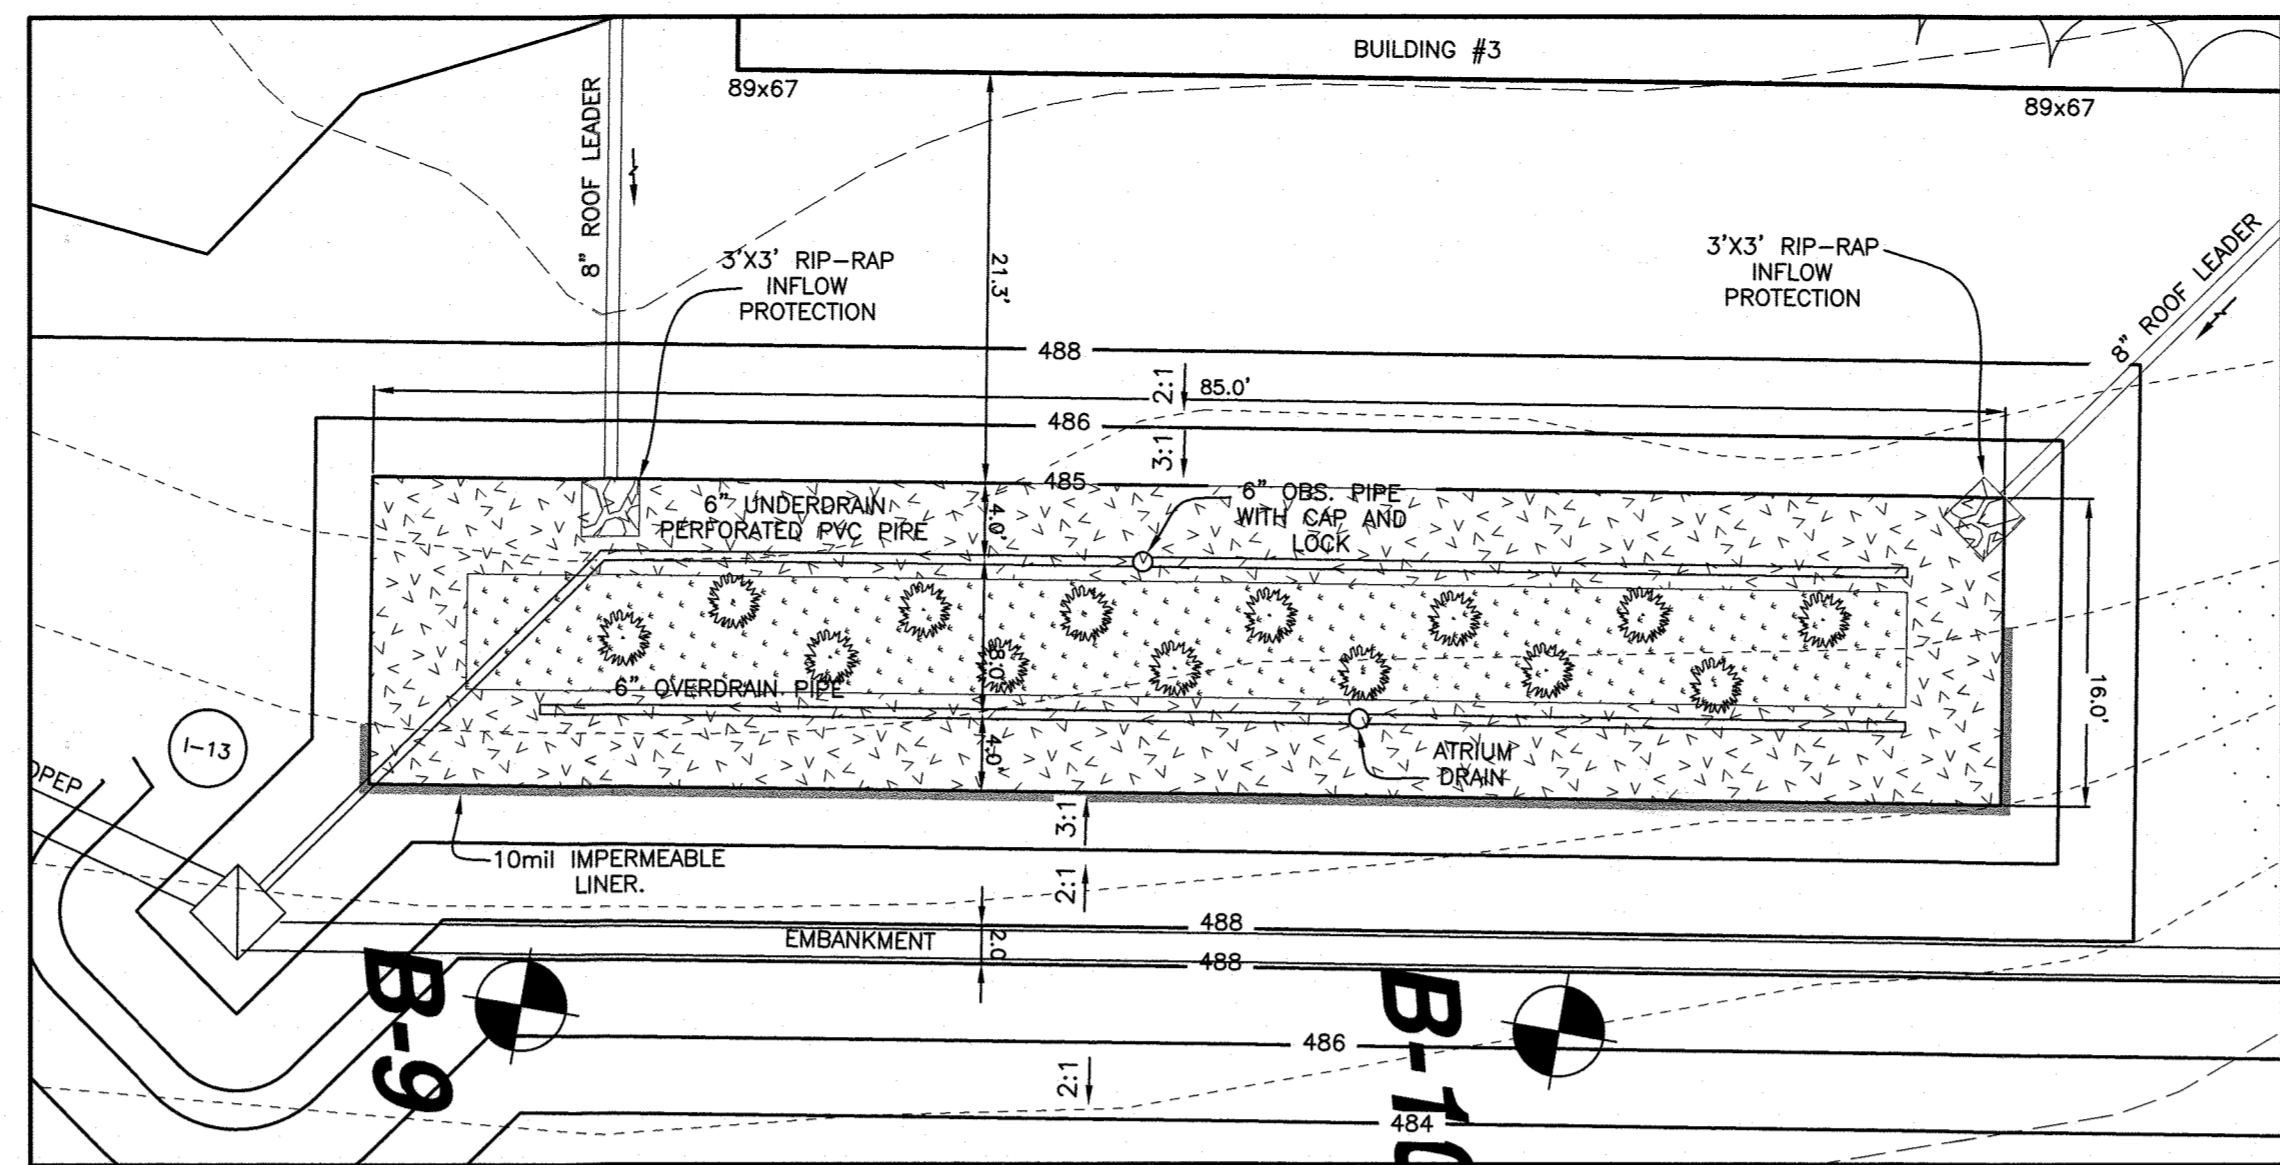 BUILDING #3
89x67
89x67
8" ROOF LEADER
3'X3' RIP-RAP
INFLOW
PROTECTION
21.3'
3'X3' RIP-RAP
INFLOW
PROTECTION
8" ROOF LEADER
488
2:1
85.0'
486
3:1
485
6" UNDERDRAIN
PERFORATED PVC PIPE
4.0'
6" OBS. PIPE
WITH CAP AND
LOCK
8.0'
6" OVERDRAIN PIPE
16.0'
I-13
4.0'
ATRIUM
DRAIN
3:1
10mil IMPERMEABLE
LINER.
2:1
488
EMBANKMENT
2.0
488
B-9
B-10
486
2:1
484